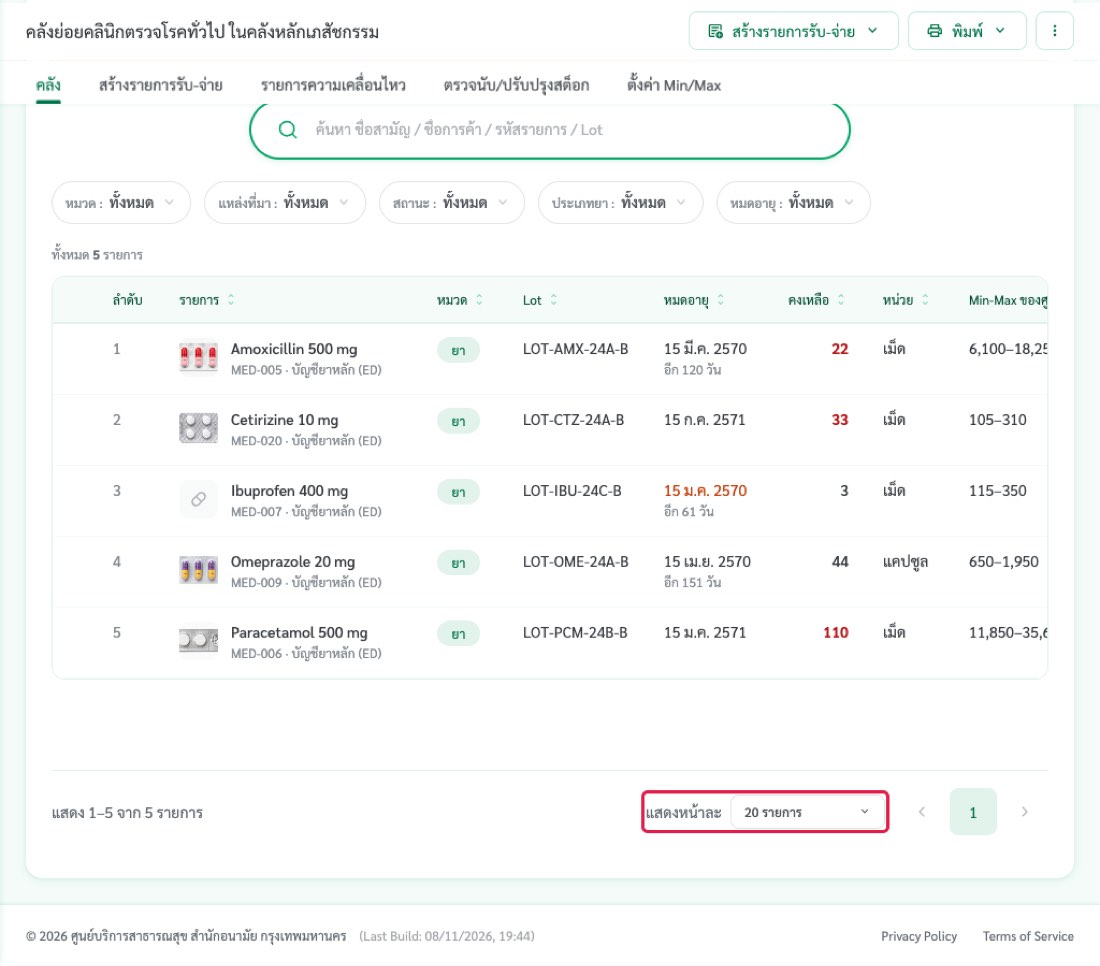 คลังย่อยคลินิกตรวจโรคทั่วไป ในคลังหลักเภสัชกรรม
สร้างรายการรับ-จ่าย
พิมพ์
คลัง
สร้างรายการรับ-จ่าย
รายการความเคลื่อนไหว
ตรวจนับ/ปรับปรุงสต็อก
ตั้งค่า Min/Max
ค้นหา ชื่อสามัญ / ชื่อการค้า / รหัสรายการ / Lot
หมวด : ทั้งหมด
แหล่งที่มา : ทั้งหมด
สถานะ : ทั้งหมด
ประเภทยา : ทั้งหมด
หมดอายุ : ทั้งหมด
ทั้งหมด 5 รายการ
ลำดับ รายการ หมวด Lot หมดอายุ คงเหลือ หน่วย Min-Max ของศู
1 Amoxicillin 500 mg ยา LOT-AMX-24A-B 15 มี.ค. 2570 22 เม็ด 6,100–18,25
MED-005 · บัญชียาหลัก (ED) อีก 120 วัน
2 Cetirizine 10 mg ยา LOT-CTZ-24A-B 15 ก.ค. 2571 33 เม็ด 105–310
MED-020 · บัญชียาหลัก (ED)
3 Ibuprofen 400 mg ยา LOT-IBU-24C-B 15 ม.ค. 2570 3 เม็ด 115–350
MED-007 · บัญชียาหลัก (ED) อีก 61 วัน
4 Omeprazole 20 mg ยา LOT-OME-24A-B 15 เม.ย. 2570 44 แคปซูล 650–1,950
MED-009 · บัญชียาหลัก (ED) อีก 151 วัน
5 Paracetamol 500 mg ยา LOT-PCM-24B-B 15 ม.ค. 2571 110 เม็ด 11,850–35,6
MED-006 · บัญชียาหลัก (ED)
แสดง 1–5 จาก 5 รายการ
แสดงหน้าละ 20 รายการ
1
© 2026 ศูนย์บริการสาธารณสุข สำนักอนามัย กรุงเทพมหานคร (Last Build: 08/11/2026, 19:44)
Privacy Policy
Terms of Service